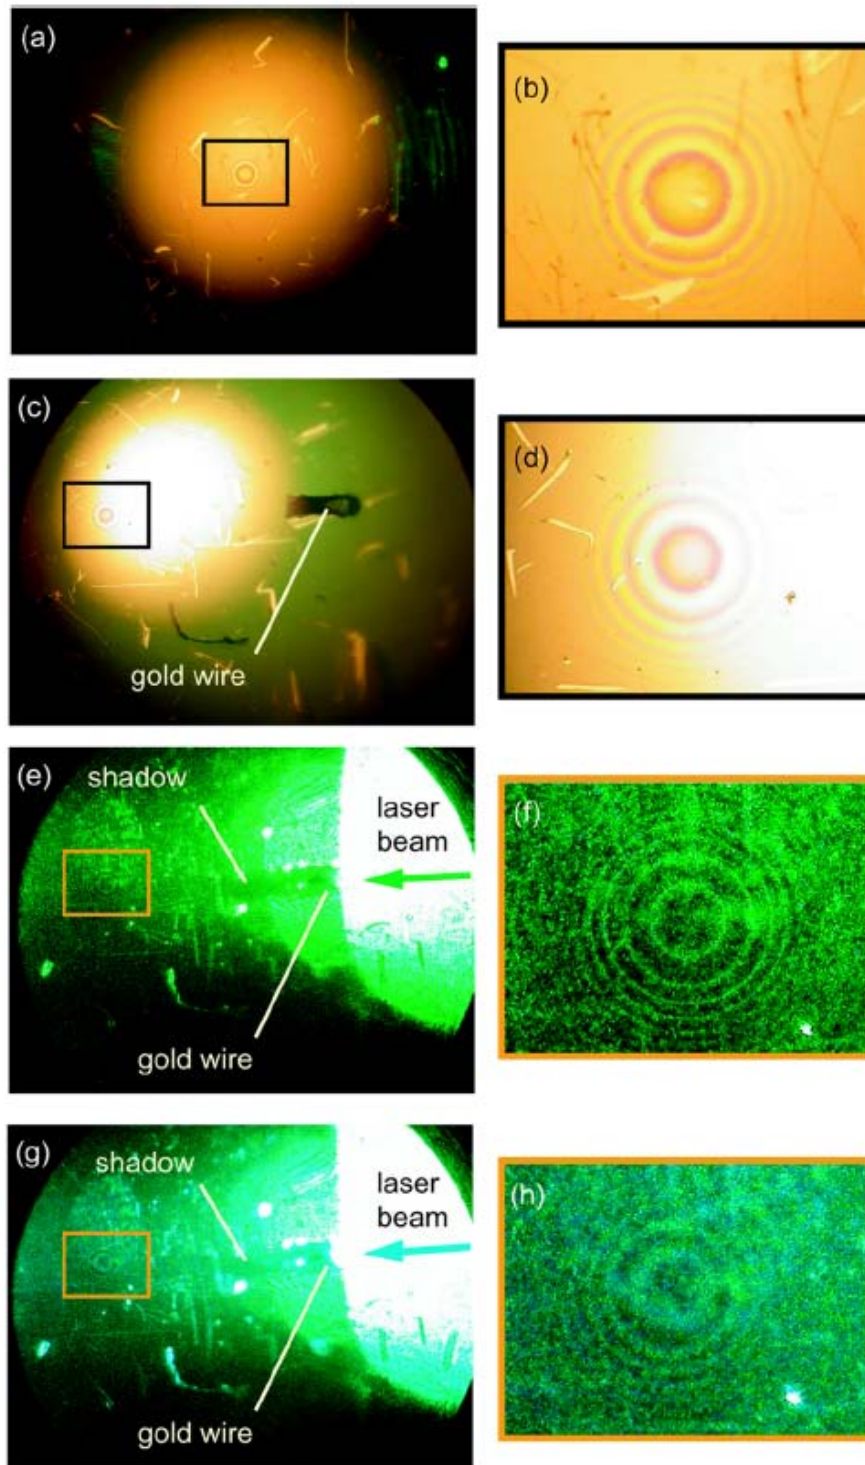 (a)
(b)
(c)
gold wire
(d)
(e)
shadow
laser
beam
gold wire
(f)
(g)
shadow
laser
beam
gold wire
(h)